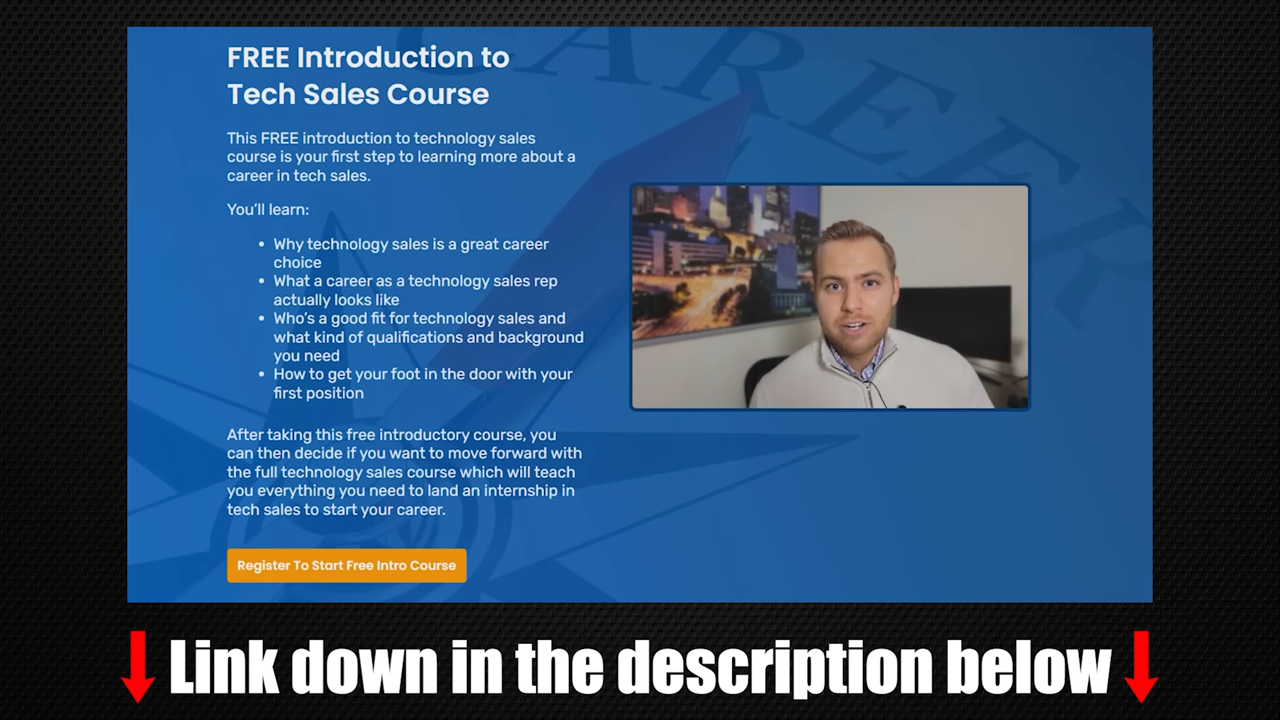 CAREER
FREE Introduction to
Tech Sales Course
This FREE introduction to technology sales
course is your first step to learning more about a
career in tech sales.
You'll learn:
• Why technology sales is a great career
choice
• What a career as a technology sales rep
actually looks like
• Who's a good fit for technology sales and
what kind of qualifications and background
you need
• How to get your foot in the door with your
first position
After taking this free introductory course, you
can then decide if you want to move forward with
the full technology sales course which will teach
you everything you need to land an internship in
tech sales to start your career.
Register To Start Free Intro Course
Link down in the description below